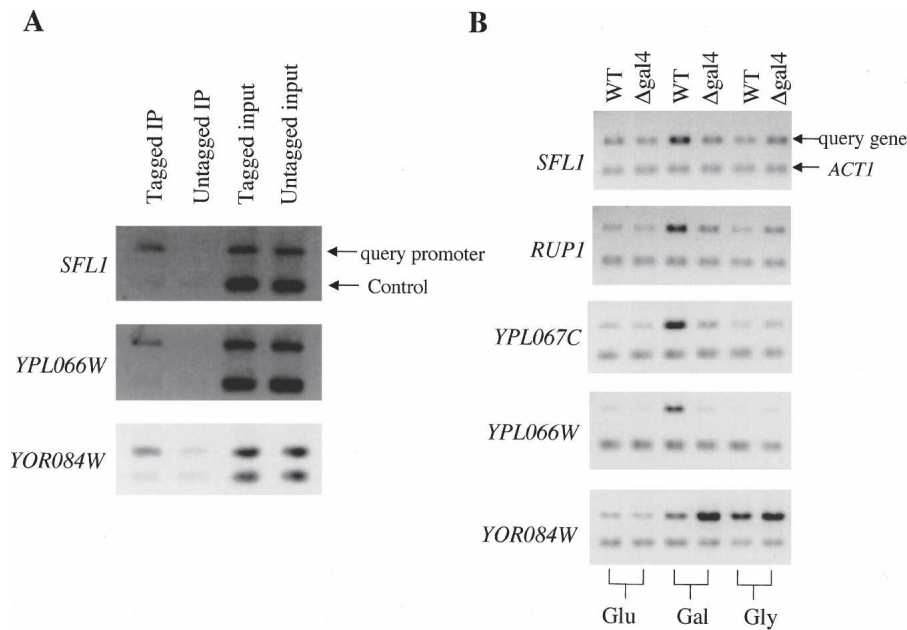 A
Tagged IP
Untagged IP
Tagged input
Untagged input
SFL1
query promoter
Control
YPL066W
YOR084W
B
WT
Δgal4
WT
Δgal4
WT
Δgal4
SFL1
query gene
ACT1
RUP1
YPL067C
YPL066W
YOR084W
Glu
Gal
Gly